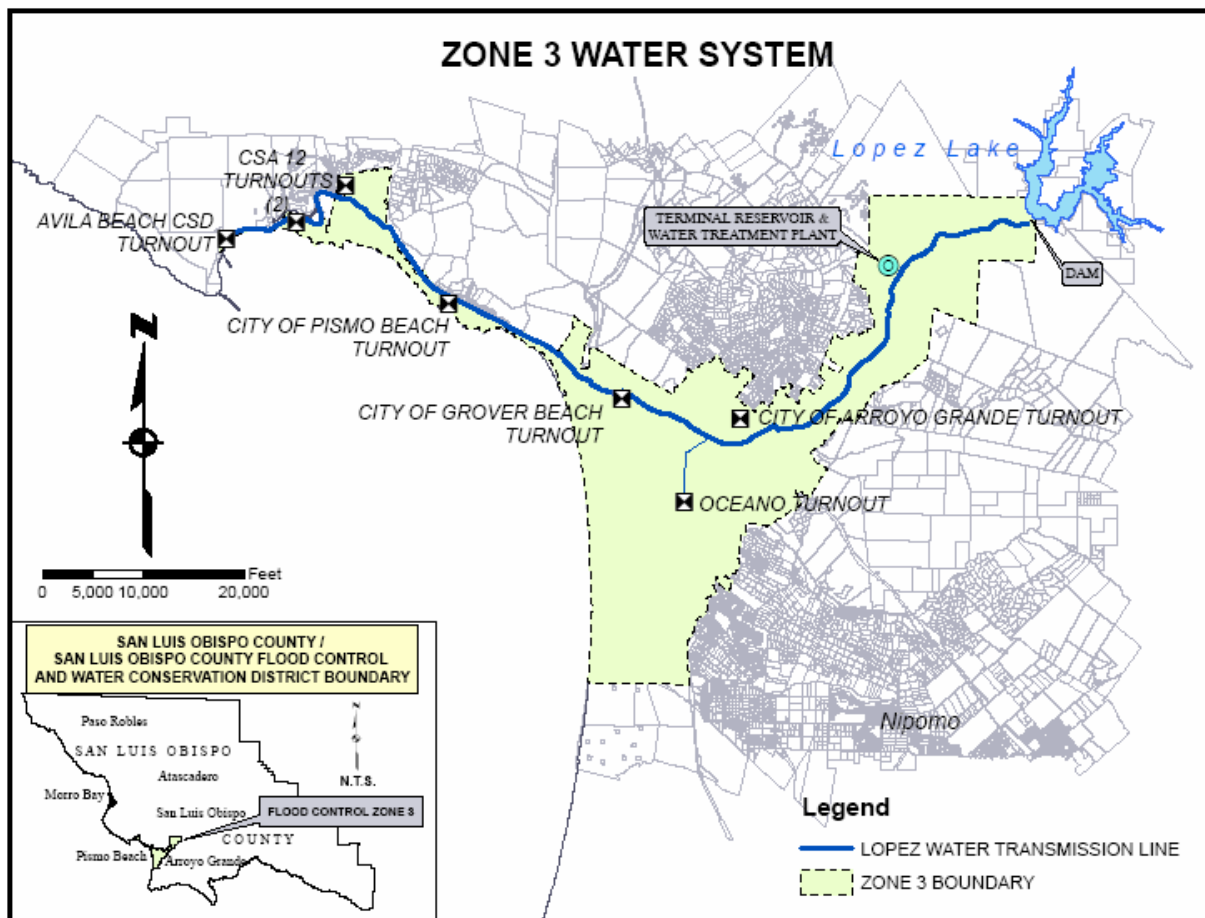 ZONE 3 WATER SYSTEM
Lopez Lake
CSA 12
TURNOUTS
(2)
AVILA BEACH CSD
TURNOUT
TERMINAL RESERVOIR &
WATER TREATMENT PLANT
DAM
N
CITY OF PISMO BEACH
TURNOUT
CITY OF GROVER BEACH
TURNOUT
CITY OF ARROYO GRANDE TURNOUT
OCEANO TURNOUT
Feet
0 5,000 10,000 20,000
SAN LUIS OBISPO COUNTY /
SAN LUIS OBISPO COUNTY FLOOD CONTROL
AND WATER CONSERVATION DISTRICT BOUNDARY
Paso Robles
SAN LUIS OBISPO
Atascadero
N
N.T.S.
Morro Bay
San Luis Obispo
FLOOD CONTROL ZONE 3
COUNTY
Pismo Beach
Arroyo Grande
Nipomo
Legend
LOPEZ WATER TRANSMISSION LINE
ZONE 3 BOUNDARY